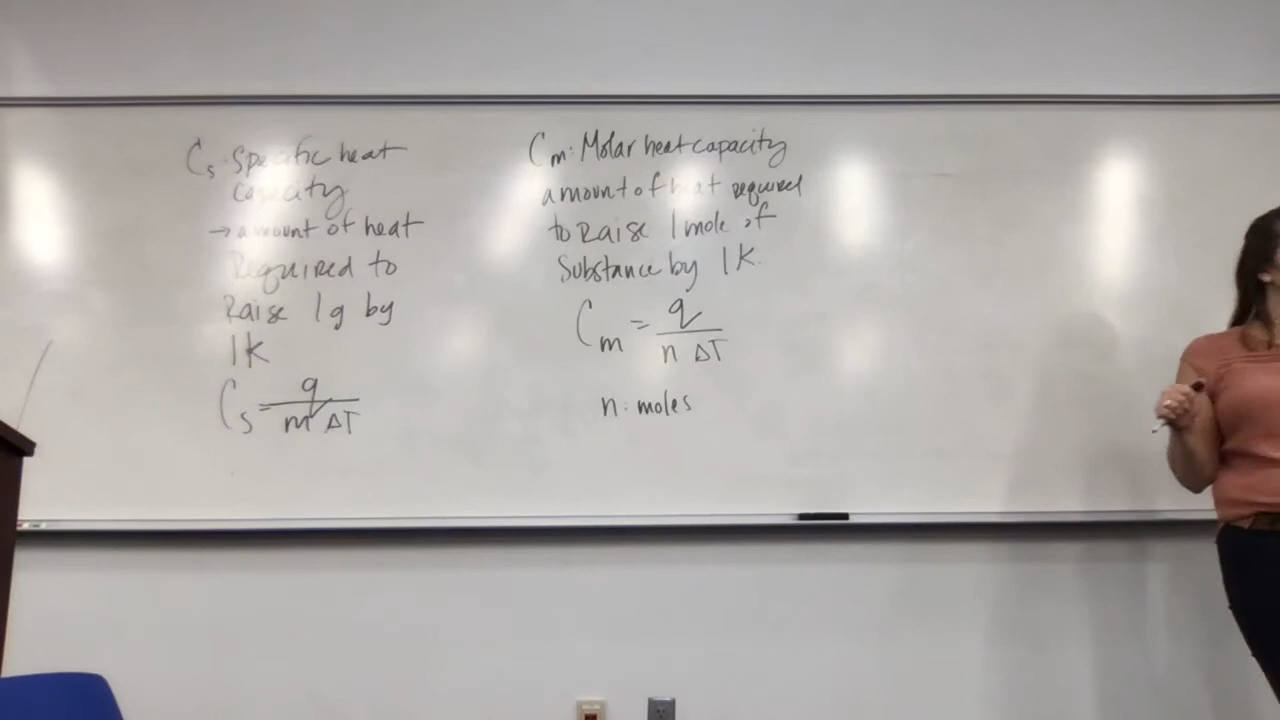 Cs: Specific heat
capacity
→ amount of heat
Required to
Raise 1g by
1K
Cs = q / m ΔT
Cm: Molar heat capacity
amount of heat required
to Raise 1 mole of
Substance by 1K.
Cm = q / n ΔT
n: moles